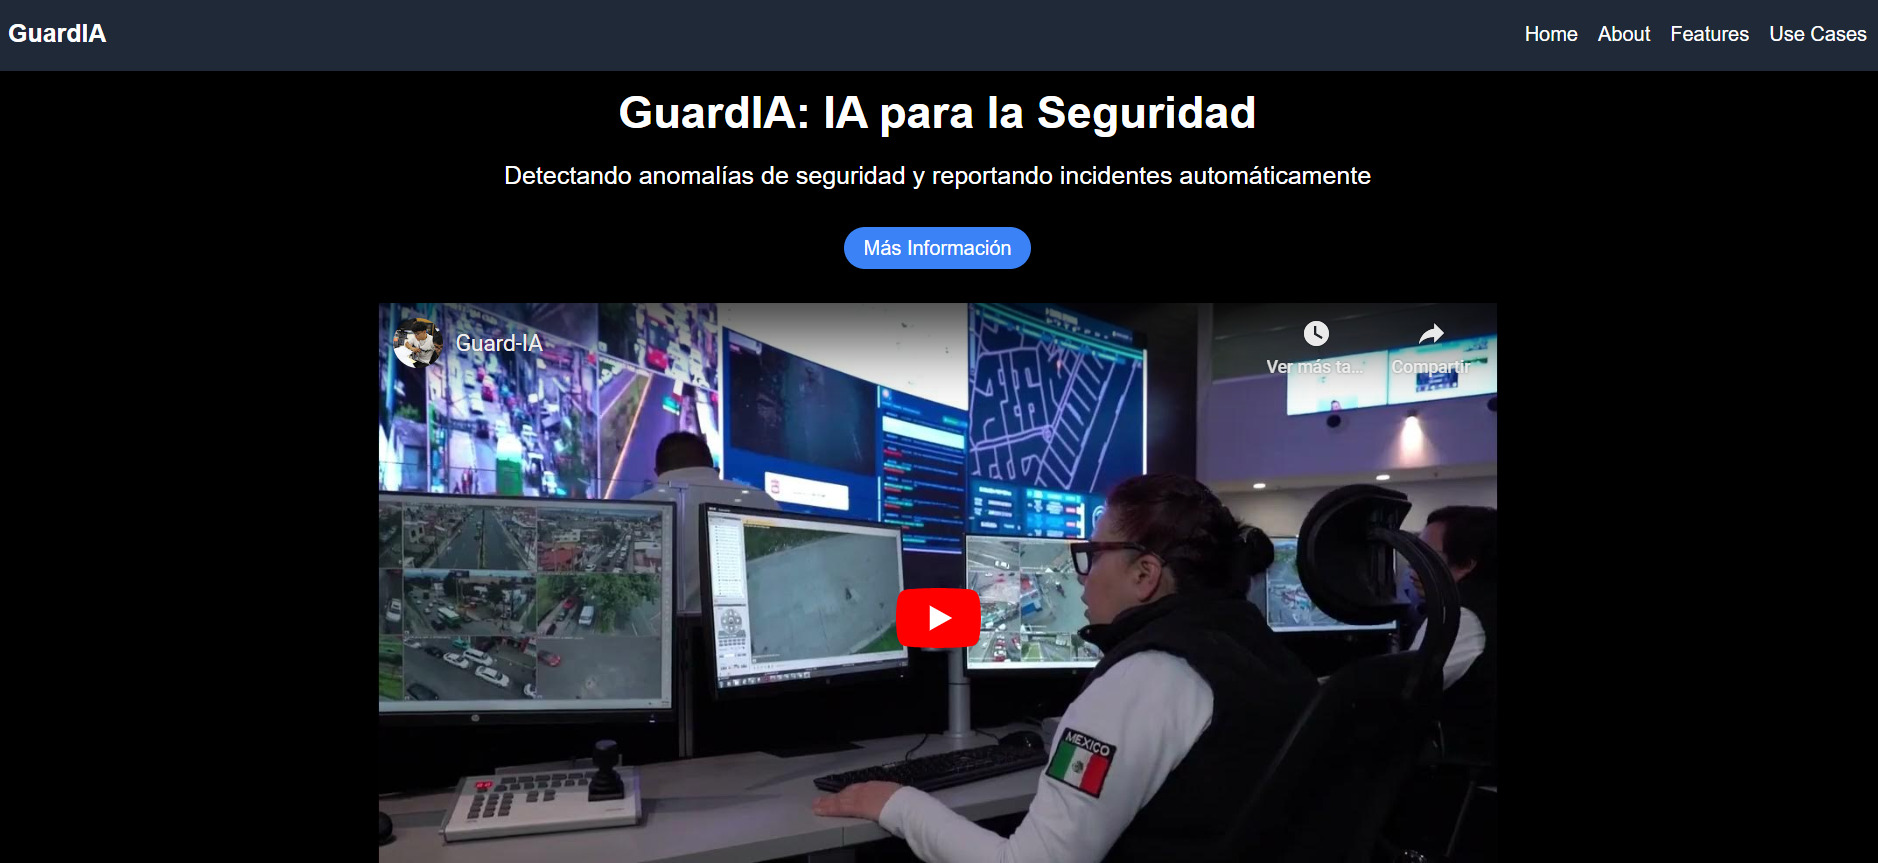 GuardIA
Home About Features Use Cases
GuardIA: IA para la Seguridad
Detectando anomalías de seguridad y reportando incidentes automáticamente
Más Información
Guard-IA
Ver más ta...
Compartir
MEXICO